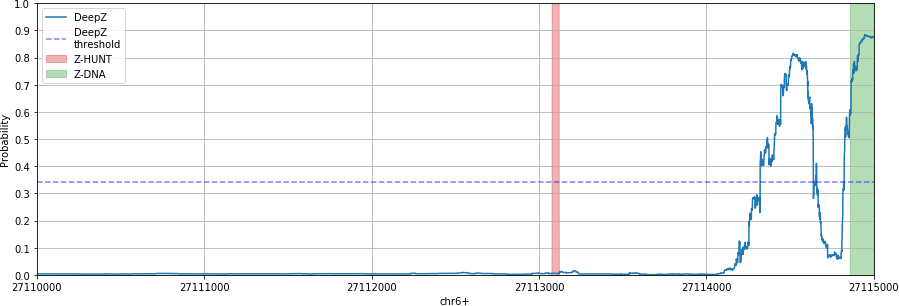 1.0
0.9
0.8
0.7
0.6
0.5
0.4
0.3
0.2
0.1
0.0
Probability
DeepZ
DeepZ
threshold
Z-HUNT
Z-DNA
27110000 27111000 27112000 27113000 27114000 27115000
chr6+